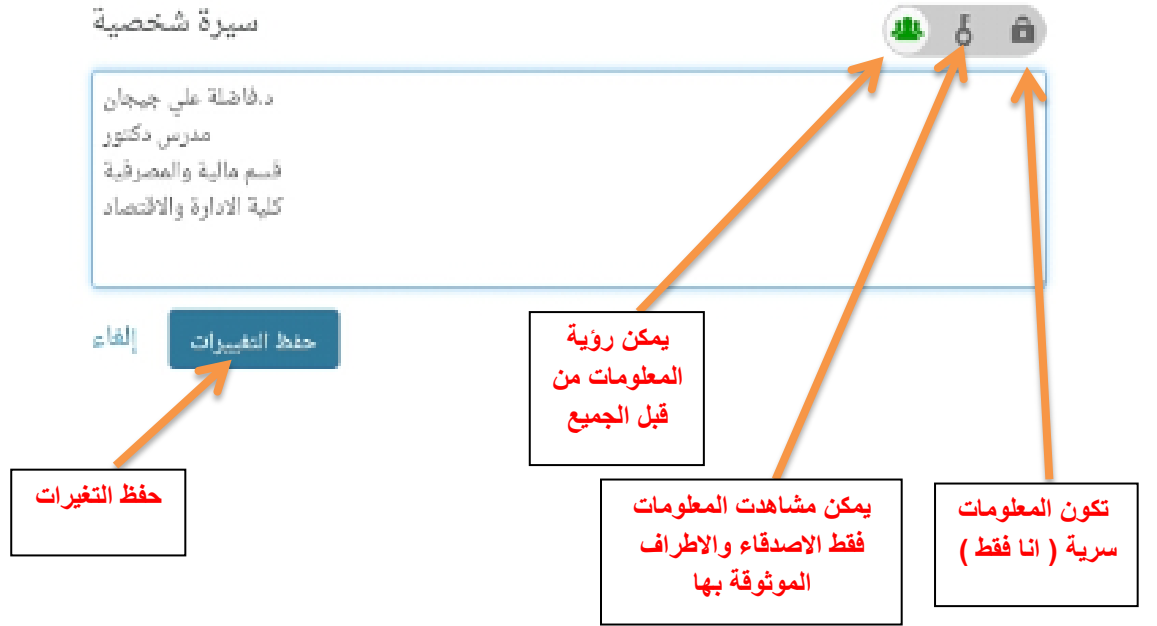 سيرة شخصية
د.فاضلة علي جيجان
مدرس دكتور
قسم مالية والمصرفية
كلية الادارة والاقتصاد
حفظ التغييرات
إلغاء
يمكن رؤية
المعلومات من
قبل الجميع
حفظ التغيرات
يمكن مشاهدت المعلومات
فقط الاصدقاء والاطراف
الموثوقة بها
تكون المعلومات
سرية ( انا فقط )